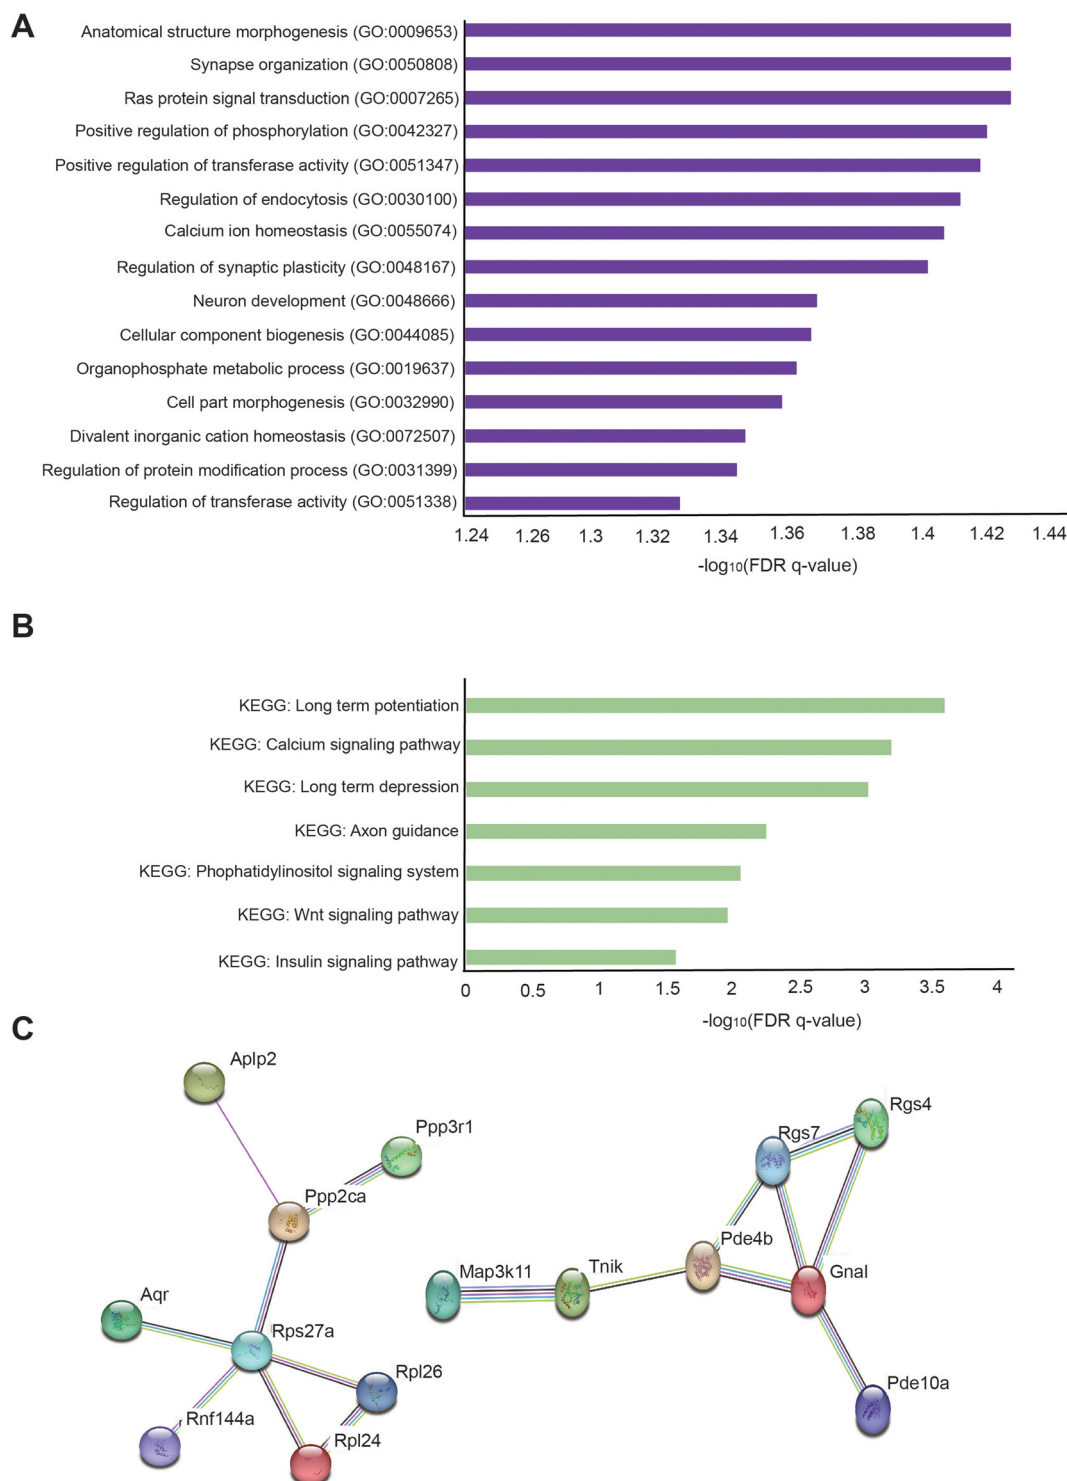 A
Anatomical structure morphogenesis (GO:0009653)
Synapse organization (GO:0050808)
Ras protein signal transduction (GO:0007265)
Positive regulation of phosphorylation (GO:0042327)
Positive regulation of transferase activity (GO:0051347)
Regulation of endocytosis (GO:0030100)
Calcium ion homeostasis (GO:0055074)
Regulation of synaptic plasticity (GO:0048167)
Neuron development (GO:0048666)
Cellular component biogenesis (GO:0044085)
Organophosphate metabolic process (GO:0019637)
Cell part morphogenesis (GO:0032990)
Divalent inorganic cation homeostasis (GO:0072507)
Regulation of protein modification process (GO:0031399)
Regulation of transferase activity (GO:0051338)
1.24 1.26 1.3 1.32 1.34 1.36 1.38 1.4 1.42 1.44
-log₁₀(FDR q-value)
B
KEGG: Long term potentiation
KEGG: Calcium signaling pathway
KEGG: Long term depression
KEGG: Axon guidance
KEGG: Phophatidylinositol signaling system
KEGG: Wnt signaling pathway
KEGG: Insulin signaling pathway
0 0.5 1 1.5 2 2.5 3 3.5 4
-log₁₀(FDR q-value)
C
Aplp2
Ppp3r1
Ppp2ca
Aqr
Rps27a
Rpl26
Rnf144a
Rpl24
Rgs4
Rgs7
Pde4b
Gnal
Tnik
Map3k11
Pde10a